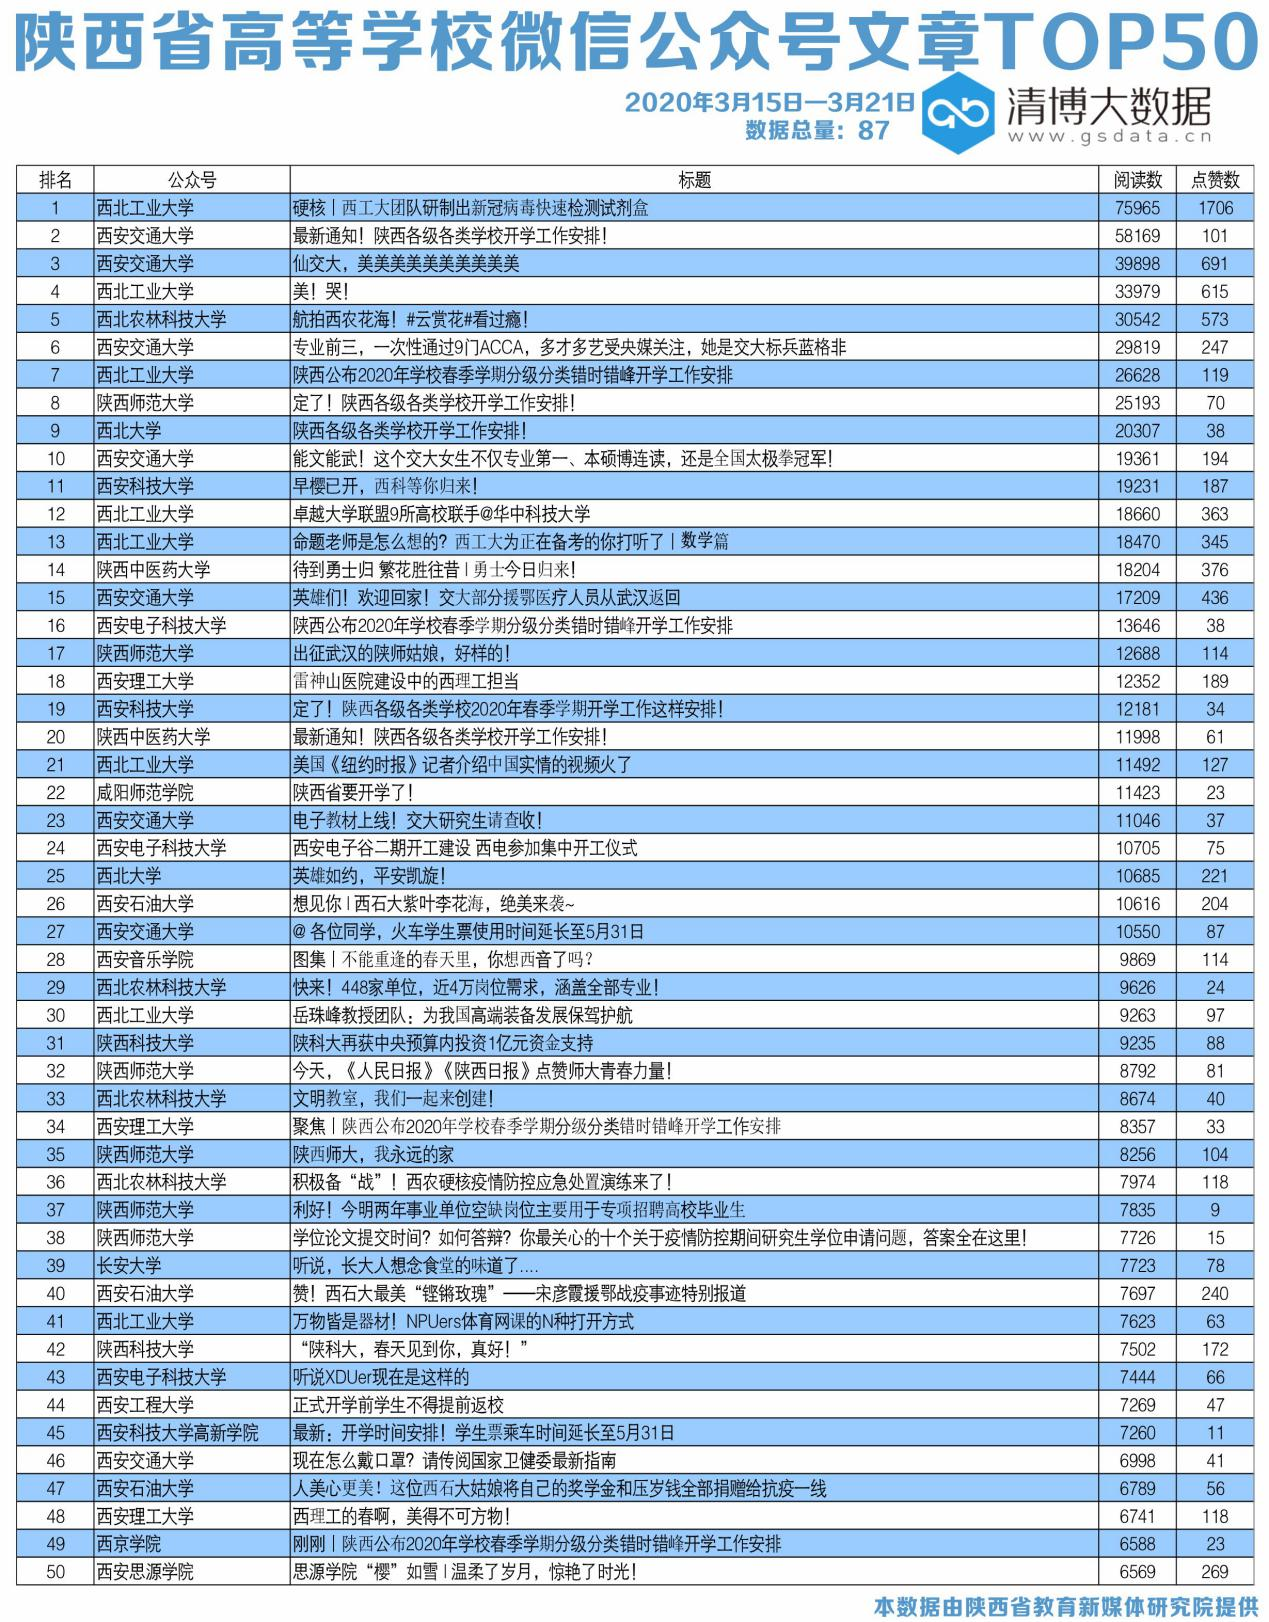 陕西省高等学校微信公众号文章TOP50
2020年3月15日—3月21日
数据总量：87
清博大数据
www.gsdata.cn
排名 公众号 标题 阅读数 点赞数
1 西北工业大学 硬核丨西工大团队研制出新冠病毒快速检测试剂盒 75965 1706
2 西安交通大学 最新通知！陕西各级各类学校开学工作安排！ 58169 101
3 西安交通大学 仙交大，美美美美美美美美美美 39898 691
4 西北工业大学 美！哭！ 33979 615
5 西北农林科技大学 航拍西农花海！#云赏花#看过瘾！ 30542 573
6 西安交通大学 专业前三，一次性通过9门ACCA，多才多艺受央媒关注，她是交大标兵蓝格非 29819 247
7 西北工业大学 陕西公布2020年学校春季学期分级分类错时错峰开学工作安排 26628 119
8 陕西师范大学 定了！陕西各级各类学校开学工作安排！ 25193 70
9 西北大学 陕西各级各类学校开学工作安排！ 20307 38
10 西安交通大学 能文能武！这个交大女生不仅专业第一、本硕博连读，还是全国太极拳冠军！ 19361 194
11 西安科技大学 早樱已开，西科等你归来！ 19231 187
12 西北工业大学 卓越大学联盟9所高校联手@华中科技大学 18660 363
13 西北工业大学 命题老师是怎么想的？西工大为正在备考的你打听了丨数学篇 18470 345
14 陕西中医药大学 待到勇士归 繁花胜往昔 | 勇士今日归来！ 18204 376
15 西安交通大学 英雄们！欢迎回家！交大部分援鄂医疗人员从武汉返回 17209 436
16 西安电子科技大学 陕西公布2020年学校春季学期分级分类错时错峰开学工作安排 13646 38
17 陕西师范大学 出征武汉的陕师姑娘，好样的！ 12688 114
18 西安理工大学 雷神山医院建设中的西理工担当 12352 189
19 西安科技大学 定了！陕西各级各类学校2020年春季学期开学工作这样安排！ 12181 34
20 陕西中医药大学 最新通知！陕西各级各类学校开学工作安排！ 11998 61
21 西北工业大学 美国《纽约时报》记者介绍中国实情的视频火了 11492 127
22 咸阳师范学院 陕西省要开学了！ 11423 23
23 西安交通大学 电子教材上线！交大研究生请查收！ 11046 37
24 西安电子科技大学 西安电子谷二期开工建设 西电参加集中开工仪式 10705 75
25 西北大学 英雄如约，平安凯旋！ 10685 221
26 西安石油大学 想见你 | 西石大紫叶李花海，绝美来袭~ 10616 204
27 西安交通大学 @ 各位同学，火车学生票使用时间延长至5月31日 10550 87
28 西安音乐学院 图集丨不能重逢的春天里，你想西音了吗？ 9869 114
29 西北农林科技大学 快来！448家单位，近4万岗位需求，涵盖全部专业！ 9626 24
30 西北工业大学 岳珠峰教授团队：为我国高端装备发展保驾护航 9263 97
31 陕西科技大学 陕科大再获中央预算内投资1亿元资金支持 9235 88
32 陕西师范大学 今天，《人民日报》《陕西日报》点赞师大青春力量！ 8792 81
33 西北农林科技大学 文明教室，我们一起来创建！ 8674 40
34 西安理工大学 聚焦丨陕西公布2020年学校春季学期分级分类错时错峰开学工作安排 8357 33
35 陕西师范大学 陕西师大，我永远的家 8256 104
36 西北农林科技大学 积极备“战”！西农硬核疫情防控应急处置演练来了！ 7974 118
37 陕西师范大学 利好！今明两年事业单位空缺岗位主要用于专项招聘高校毕业生 7835 9
38 陕西师范大学 学位论文提交时间？如何答辩？你最关心的十个关于疫情防控期间研究生学位申请问题，答案全在这里！ 7726 15
39 长安大学 听说，长大人想念食堂的味道了.... 7723 78
40 西安石油大学 赞！西石大最美“铿锵玫瑰”——宋彦霞援鄂战疫事迹特别报道 7697 240
41 西北工业大学 万物皆是器材！NPUers体育网课的N种打开方式 7623 63
42 陕西科技大学 “陕科大，春天见到你，真好！” 7502 172
43 西安电子科技大学 听说XDUer现在是这样的 7444 66
44 西安工程大学 正式开学前学生不得提前返校 7269 47
45 西安科技大学高新学院 最新：开学时间安排！学生票乘车时间延长至5月31日 7260 11
46 西安交通大学 现在怎么戴口罩？请传阅国家卫健委最新指南 6998 41
47 西安石油大学 人美心更美！这位西石大姑娘将自己的奖学金和压岁钱全部捐赠给抗疫一线 6789 56
48 西安理工大学 西理工的春啊，美得不可方物！ 6741 118
49 西京学院 刚刚丨陕西公布2020年学校春季学期分级分类错时错峰开学工作安排 6588 23
50 西安思源学院 思源学院“樱”如雪 | 温柔了岁月，惊艳了时光！ 6569 269
本数据由陕西省教育新媒体研究院提供